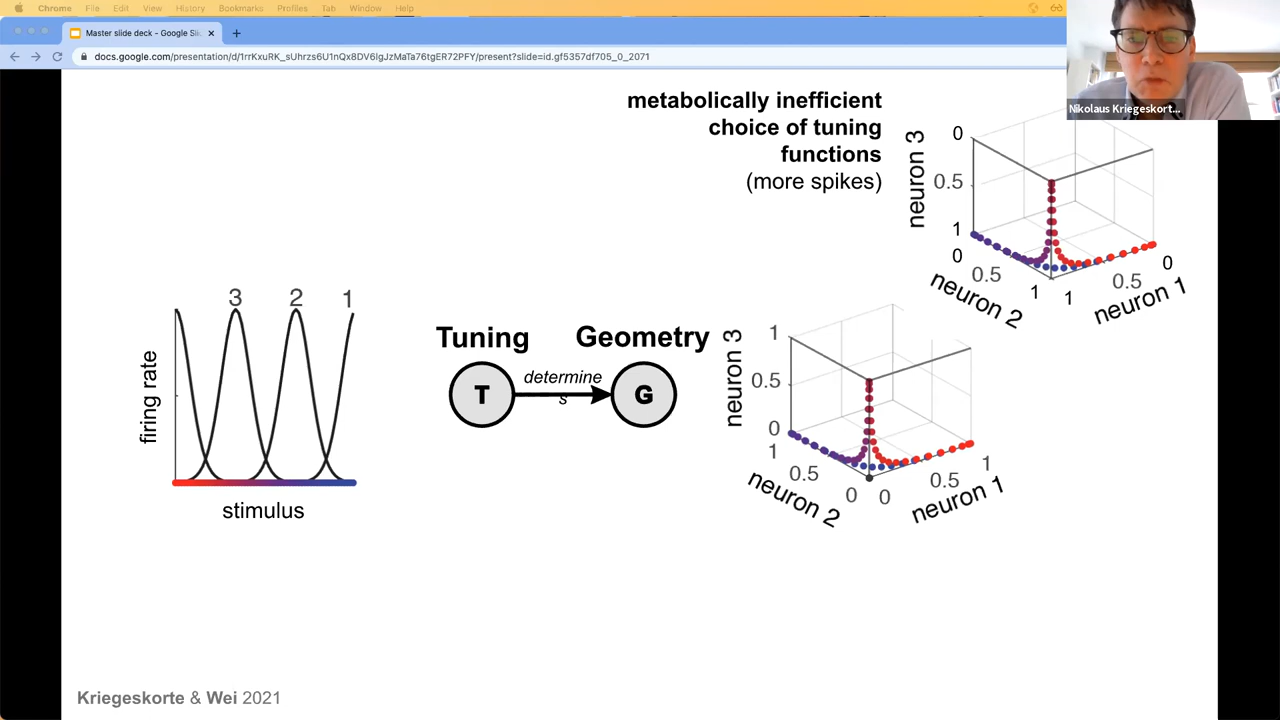 Chrome File Edit View History Bookmarks Profiles Tab Window Help
Master slide deck - Google Sli
docs.google.com/presentation/d/1rrKxuRK_sUhrzs6U1nQx8DV6lgJzMaTa76tgER72PFY/present?slide=id.gf5357df705_0_2071
Nikolaus Kriegeskort...
metabolically inefficient
choice of tuning
functions
(more spikes)
neuron 3
0
0.5
1
0
0.5
1
neuron 2
1
0.5
0
neuron 1
3 2 1
firing rate
stimulus
Tuning
T
determine
s
Geometry
G
neuron 3
1
0.5
0
1
0.5
0
neuron 2
0
0.5
1
neuron 1
Kriegeskorte & Wei 2021